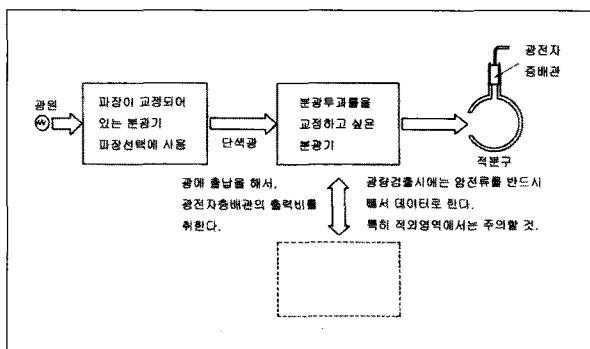 광원
파장이 교정되어
있는 분광기
파장선택에 사용
단색광
분광투과률을
교정하고 싶은
분광기
광전자
증배관
적분구
광에 출납을 해서,
광전자증배관의 출력비를
취한다.
광량검출시에는 암전류를 반드시
빼서 데이터로 한다.
특히 적외영역에서는 주의할 것.